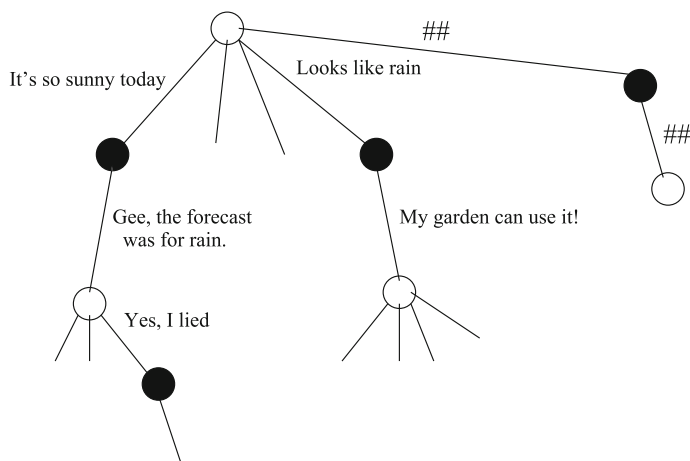 ##
It's so sunny today
Looks like rain
##
Gee, the forecast
was for rain.
My garden can use it!
Yes, I lied